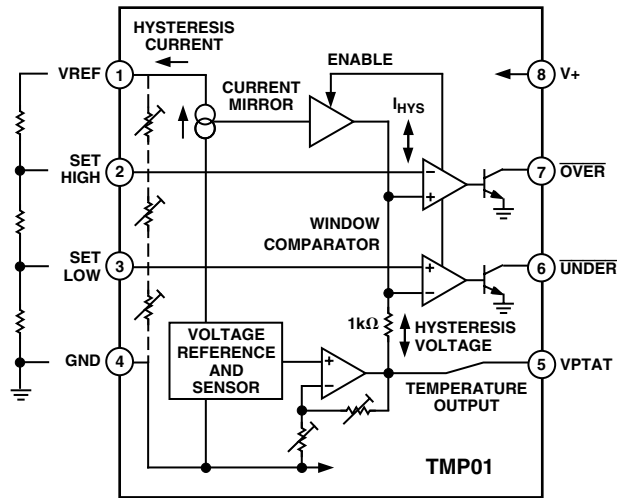 HYSTERESIS
CURRENT
VREF
1
CURRENT
MIRROR
ENABLE
8
V+
IHYS
SET
HIGH
2
–
+
7
OVER
WINDOW
COMPARATOR
SET
LOW
3
+
–
6
UNDER
1kΩ
HYSTERESIS
VOLTAGE
GND
4
VOLTAGE
REFERENCE
AND
SENSOR
+
–
5
VPTAT
TEMPERATURE
OUTPUT
TMP01